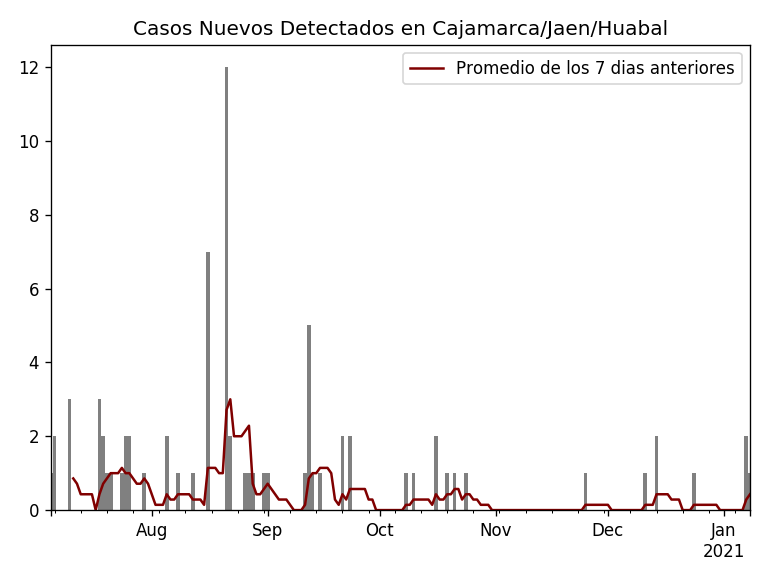 Casos Nuevos Detectados en Cajamarca/Jaen/Huabal
Promedio de los 7 dias anteriores
12
10
8
6
4
2
0
Aug Sep Oct Nov Dec Jan
2021